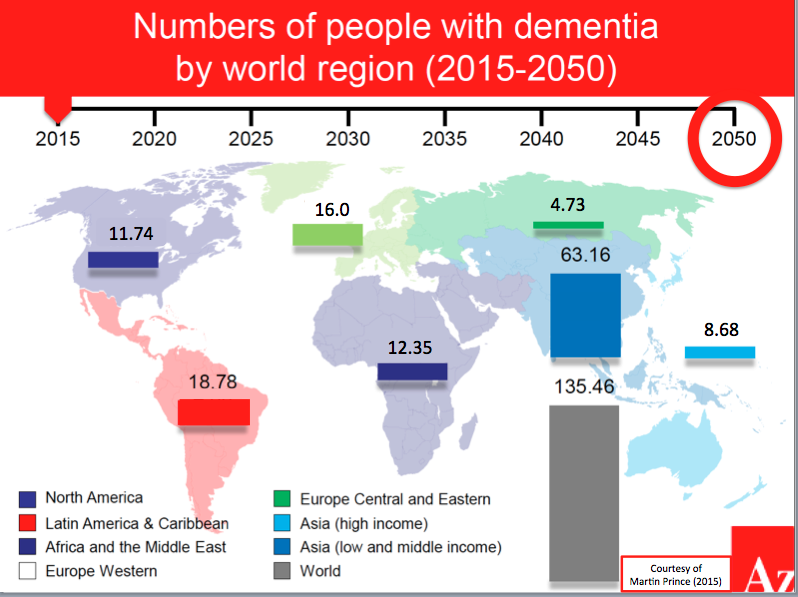 Numbers of people with dementia
by world region (2015-2050)
2015 2020 2025 2030 2035 2040 2045 2050
11.74
16.0
4.73
63.16
8.68
12.35
18.78
135.46
North America
Latin America & Caribbean
Africa and the Middle East
Europe Western
Europe Central and Eastern
Asia (high income)
Asia (low and middle income)
World
Courtesy of
Martin Prince (2015)
Az